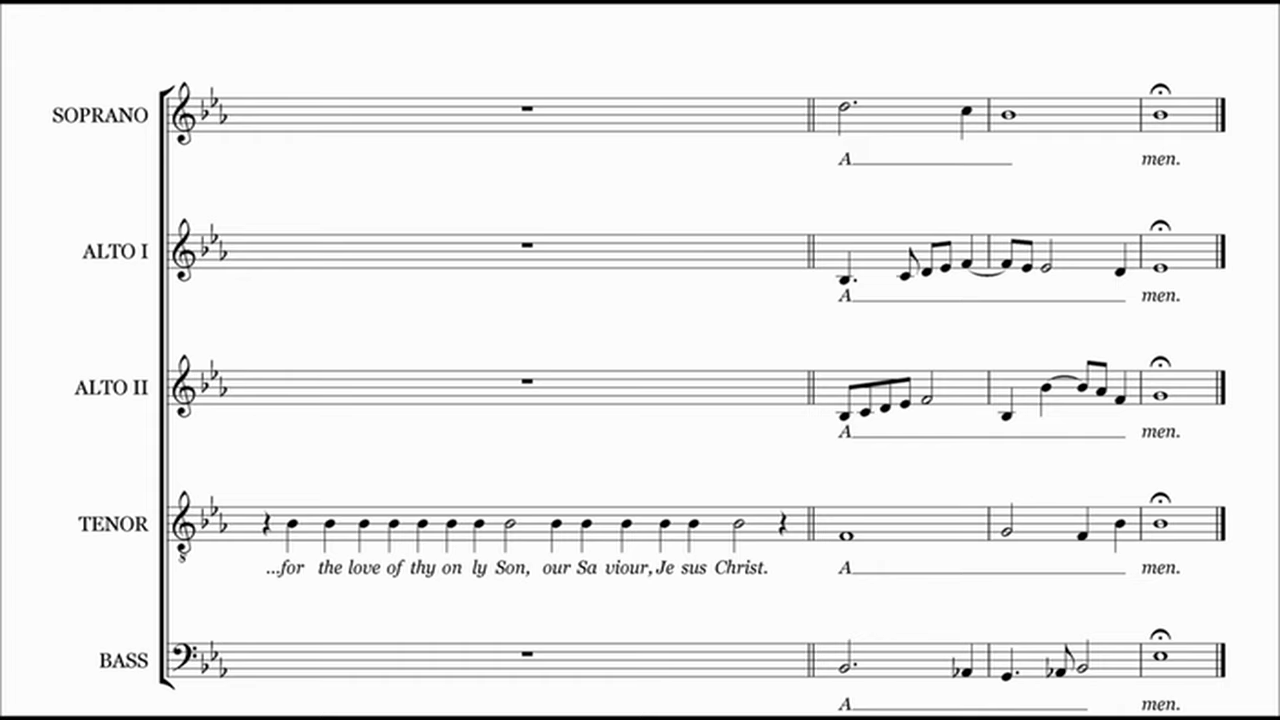 SOPRANO
A men.
ALTO I
A men.
ALTO II
A men.
TENOR
8
...for the love of thy on ly Son, our Sa viour, Je sus Christ. A men.
BASS
A men.